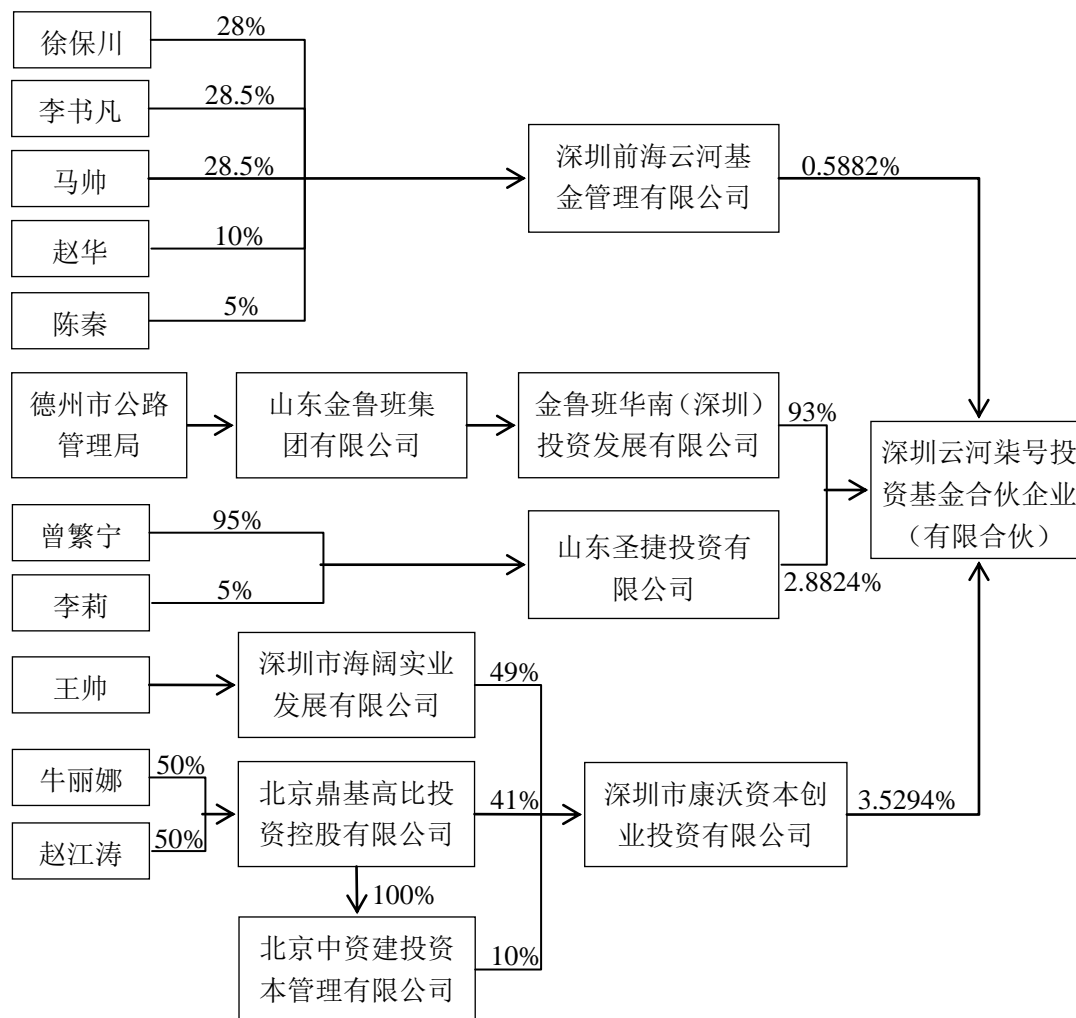 徐保川
28%
李书凡
28.5%
马帅
28.5%
赵华
10%
陈秦
5%
深圳前海云河基
金管理有限公司
0.5882%
德州市公路
管理局
山东金鲁班集
团有限公司
金鲁班华南（深圳）
投资发展有限公司
93%
深圳云河柒号投
资基金合伙企业
（有限合伙）
曾繁宁
95%
李莉
5%
山东圣捷投资有
限公司
2.8824%
王帅
深圳市海阔实业
发展有限公司
49%
牛丽娜
50%
赵江涛
50%
北京鼎基高比投
资控股有限公司
41%
深圳市康沃资本创
业投资有限公司
3.5294%
100%
北京中资建投资
本管理有限公司
10%